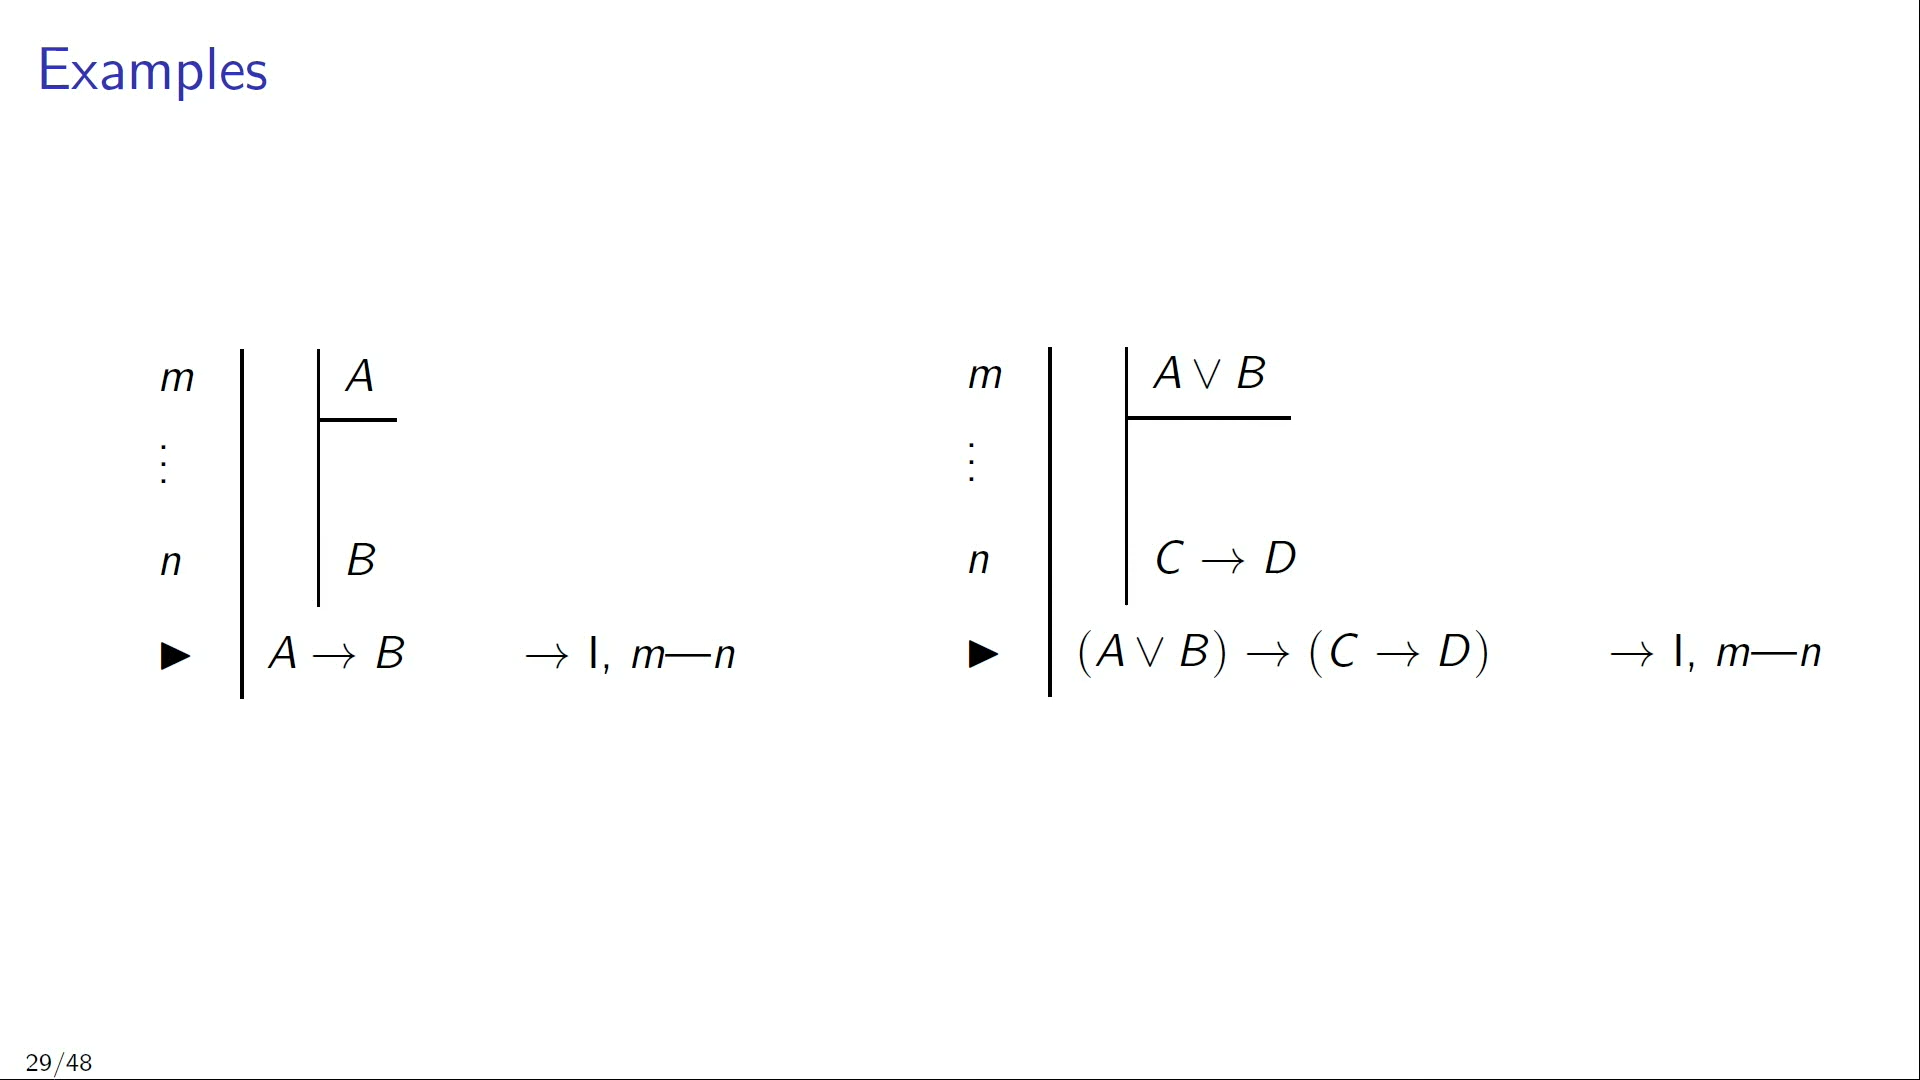 Examples
m A
⋮
n B
▶ A → B → I, m—n
m A ∨ B
⋮
n C → D
▶ (A ∨ B) → (C → D) → I, m—n
29/48